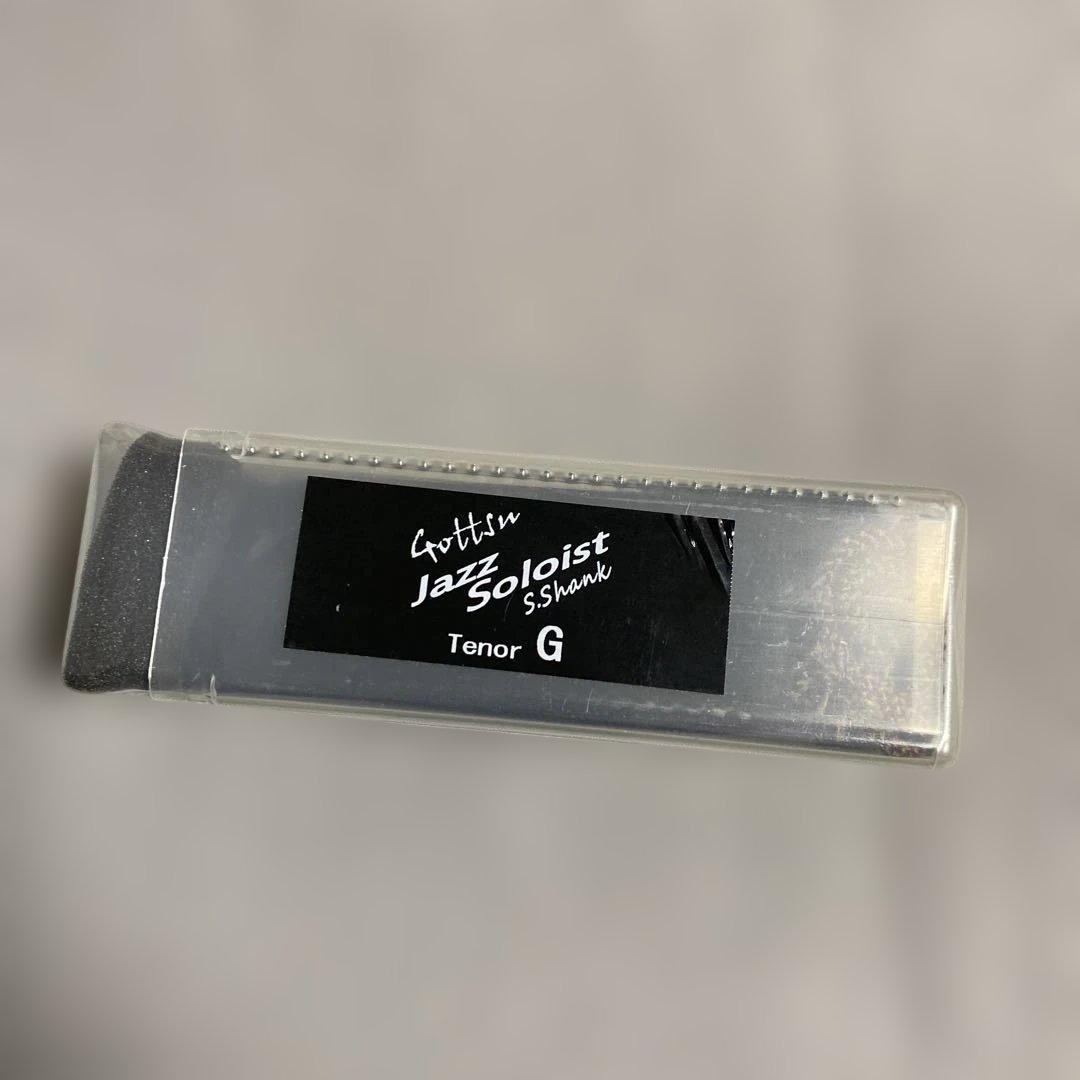 Gottsu
Jazz
Soloist
S.Shank
Tenor G